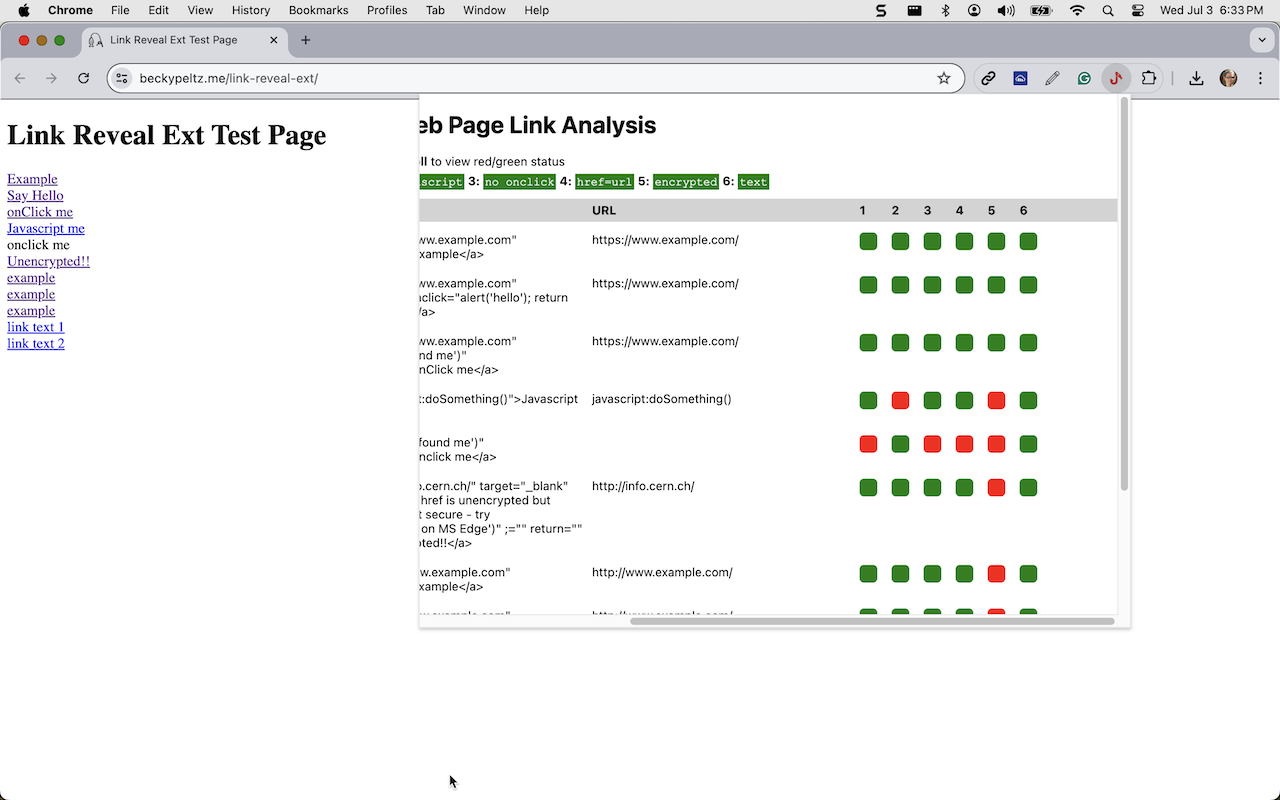 Chrome File Edit View History Bookmarks Profiles Tab Window Help Wed Jul 3 6:33 PM
Link Reveal Ext Test Page
beckypeltz.me/link-reveal-ext/
Link Reveal Ext Test Page
Example
Say Hello
onClick me
Javascript me
onclick me
Unencrypted!!
example
example
example
link text 1
link text 2
eb Page Link Analysis
ll to view red/green status
script 3: no onclick 4: href=url 5: encrypted 6: text
URL 1 2 3 4 5 6
ww.example.com" https://www.example.com/
xample</a>
ww.example.com" https://www.example.com/
click="alert('hello'); return
/a>
ww.example.com" https://www.example.com/
nd me')"
nClick me</a>
t:doSomething()">Javascript javascript:doSomething()
found me')"
nclick me</a>
o.cern.ch/" target="_blank" http://info.cern.ch/
href is unencrypted but
t secure - try
on MS Edge')" ;="" return=""
pted!!</a>
w.example.com" http://www.example.com/
xample</a>